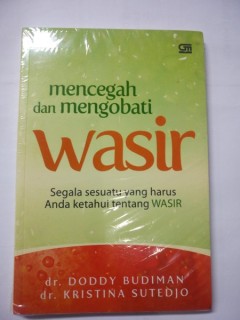 mencegah
dan mengobati
wasir
Segala sesuatu yang harus
Anda ketahui tentang WASIR
dr. DODDY BUDIMAN
dr. KRISTINA SUTEDJO